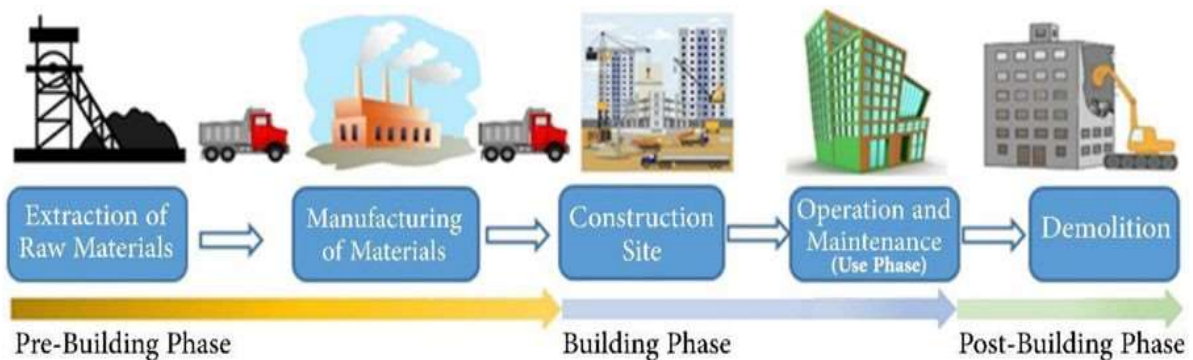 Extraction of
Raw Materials
Manufacturing
of Materials
Construction
Site
Operation and
Maintenance
(Use Phase)
Demolition
Pre-Building Phase
Building Phase
Post-Building Phase